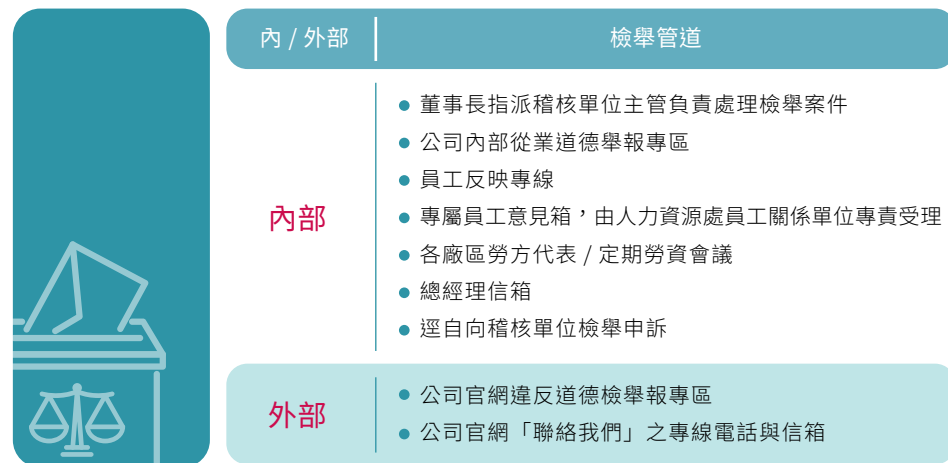 內 / 外部 檢舉管道
內部
● 董事長指派稽核單位主管負責處理檢舉案件
● 公司內部從業道德舉報專區
● 員工反映專線
● 專屬員工意見箱，由人力資源處員工關係單位專責受理
● 各廠區勞方代表 / 定期勞資會議
● 總經理信箱
● 逕自向稽核單位檢舉申訴
外部
● 公司官網違反道德檢舉報專區
● 公司官網「聯絡我們」之專線電話與信箱